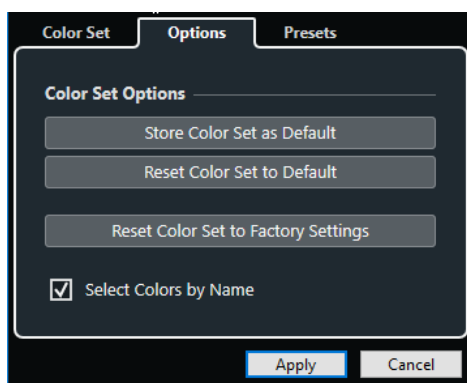 Color Set Options Presets
Color Set Options
Store Color Set as Default
Reset Color Set to Default
Reset Color Set to Factory Settings
Select Colors by Name
Apply Cancel